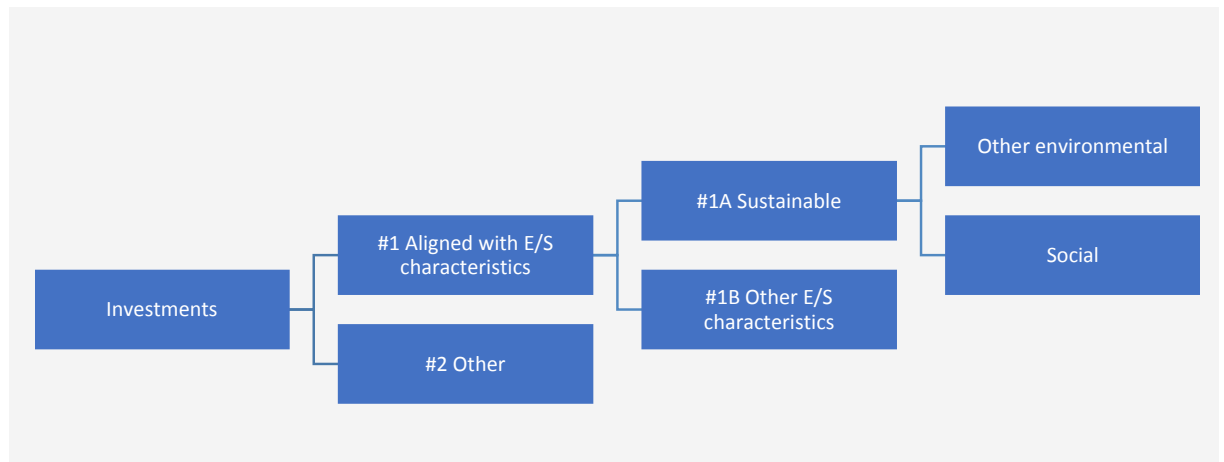 Investments
#1 Aligned with E/S
characteristics
#2 Other
#1A Sustainable
#1B Other E/S
characteristics
Other environmental
Social